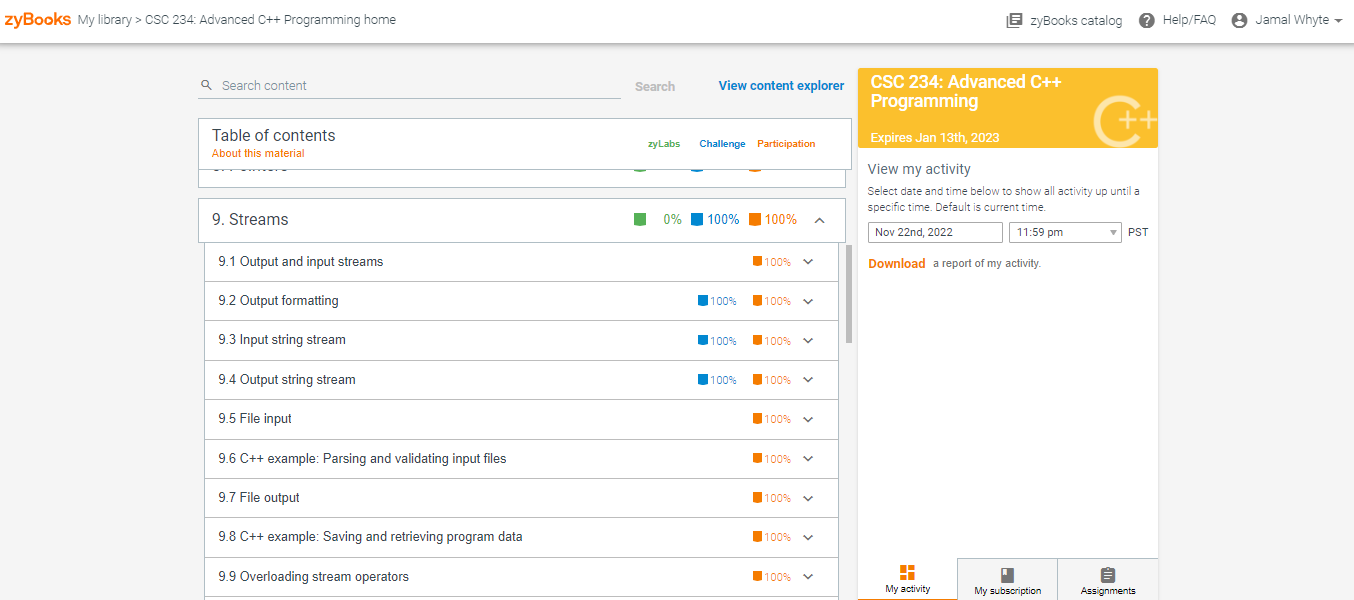 zyBooks My library > CSC 234: Advanced C++ Programming home
zyBooks catalog Help/FAQ Jamal Whyte
Search content Search View content explorer
Table of contents
About this material
zyLabs Challenge Participation
9. Streams 0% 100% 100%
9.1 Output and input streams 100%
9.2 Output formatting 100% 100%
9.3 Input string stream 100% 100%
9.4 Output string stream 100% 100%
9.5 File input 100%
9.6 C++ example: Parsing and validating input files 100%
9.7 File output 100%
9.8 C++ example: Saving and retrieving program data 100%
9.9 Overloading stream operators 100%
CSC 234: Advanced C++
Programming
C++
Expires Jan 13th, 2023
View my activity
Select date and time below to show all activity up until a
specific time. Default is current time.
Nov 22nd, 2022 11:59 pm PST
Download a report of my activity.
My activity My subscription Assignments